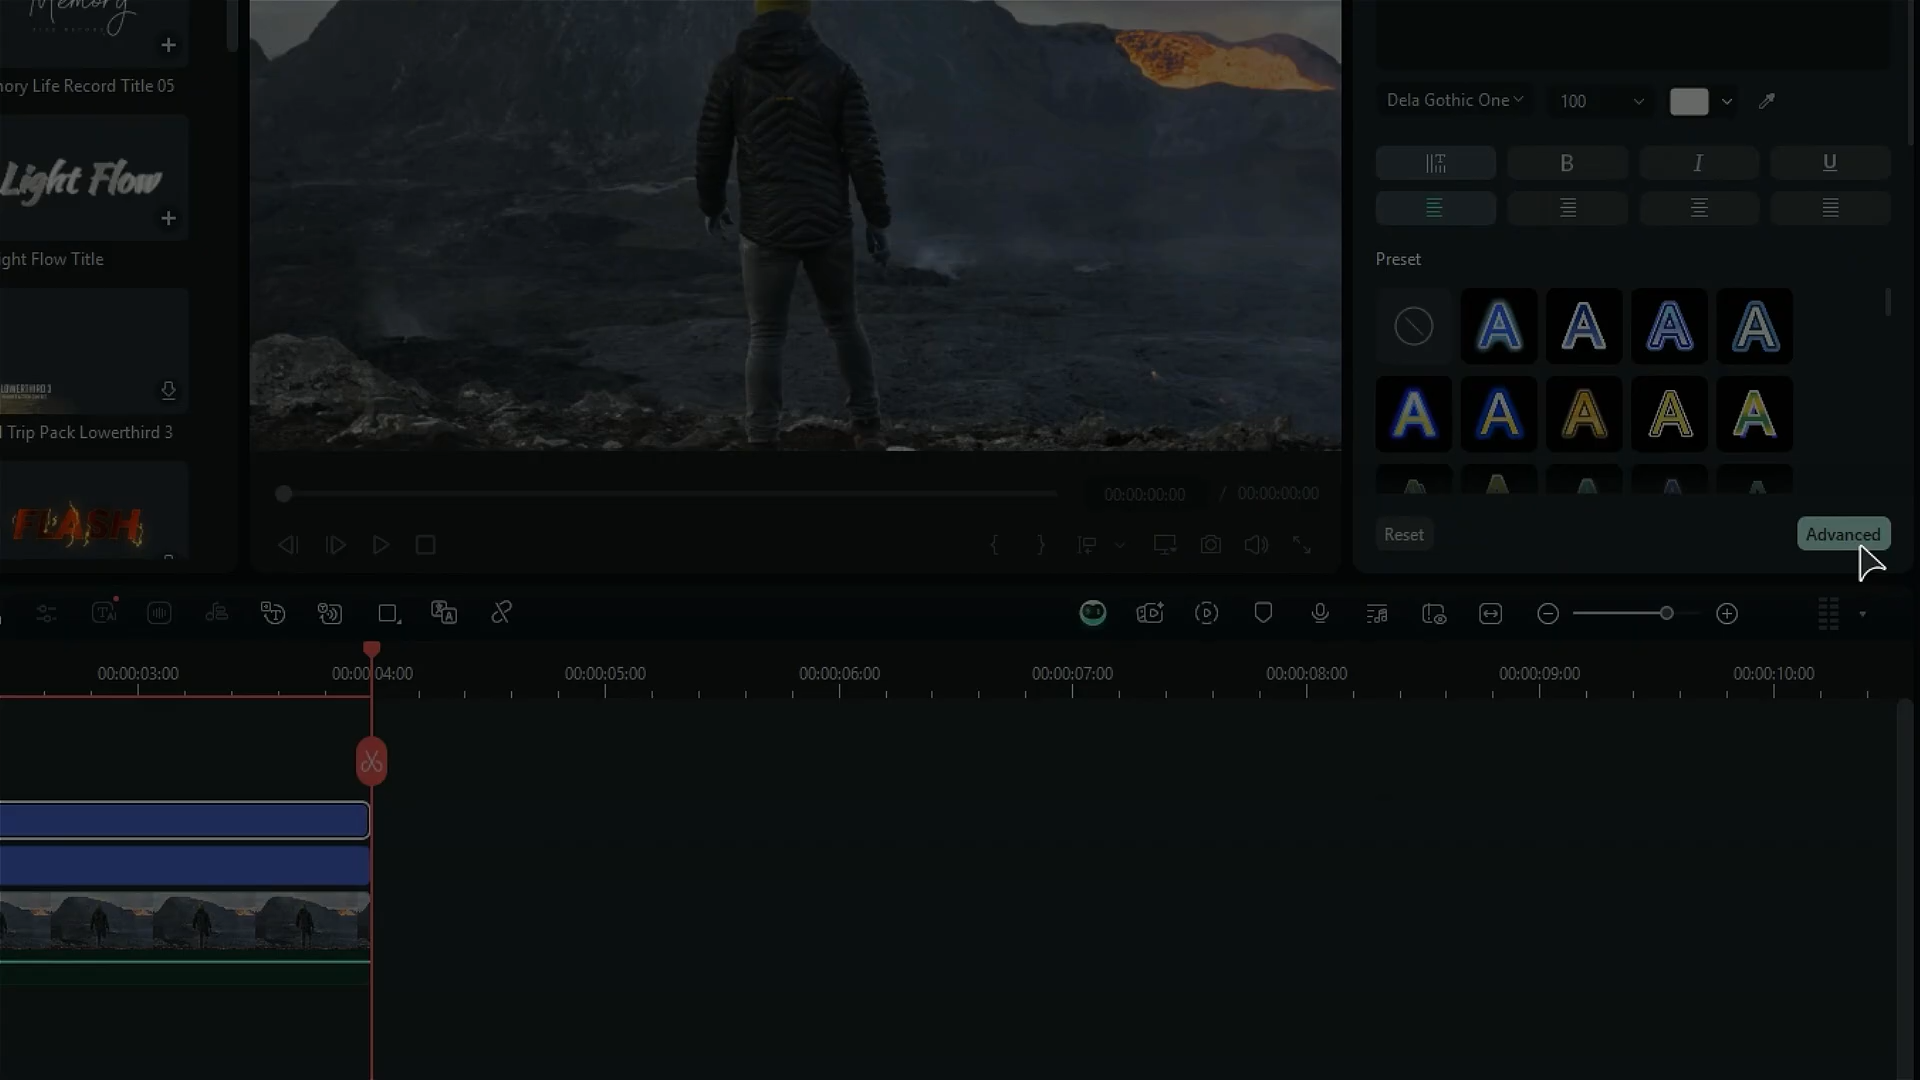 Memory
ory Life Record Title 05
Light Flow
ght Flow Title
LOWERTHIRD 3
l Trip Pack Lowerthird 3
FLASH
00:00:00:00 / 00:00:00:00
Dela Gothic One
100
B
I
U
Preset
A A A A
A A A A A
Reset
Advanced
00:00:03:00
00:00:04:00
00:00:05:00
00:00:06:00
00:00:07:00
00:00:08:00
00:00:09:00
00:00:10:00